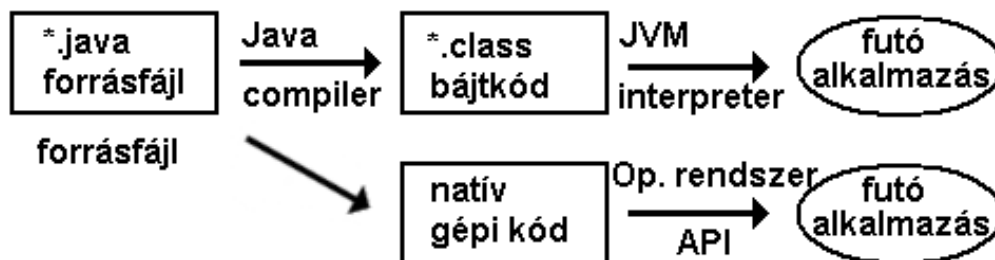 *.java
forrásfájl
Java
compiler
*.class
bájtkód
JVM
interpreter
futó
alkalmazás
forrásfájl
natív
gépi kód
Op. rendszer
API
futó
alkalmazás